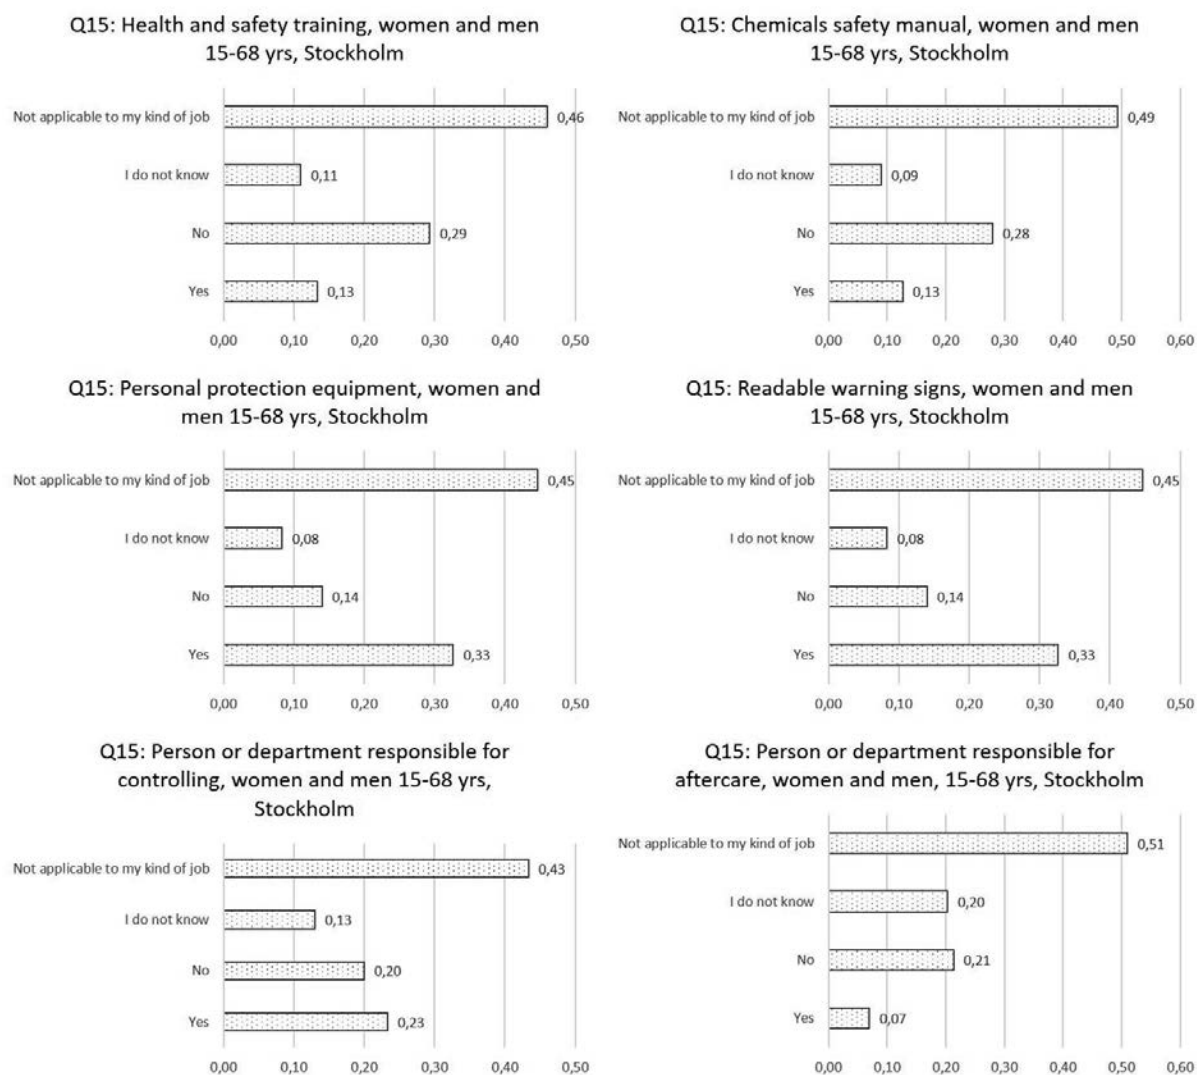 Q15: Health and safety training, women and men
15-68 yrs, Stockholm
Not applicable to my kind of job
0,46
I do not know
0,11
No
0,29
Yes
0,13
0,00 0,10 0,20 0,30 0,40 0,50
Q15: Chemicals safety manual, women and men
15-68 yrs, Stockholm
Not applicable to my kind of job
0,49
I do not know
0,09
No
0,28
Yes
0,13
0,00 0,10 0,20 0,30 0,40 0,50 0,60
Q15: Personal protection equipment, women and
men 15-68 yrs, Stockholm
Not applicable to my kind of job
0,45
I do not know
0,08
No
0,14
Yes
0,33
0,00 0,10 0,20 0,30 0,40 0,50
Q15: Readable warning signs, women and men
15-68 yrs, Stockholm
Not applicable to my kind of job
0,45
I do not know
0,08
No
0,14
Yes
0,33
0,00 0,10 0,20 0,30 0,40 0,50
Q15: Person or department responsible for
controlling, women and men 15-68 yrs,
Stockholm
Not applicable to my kind of job
0,43
I do not know
0,13
No
0,20
Yes
0,23
0,00 0,10 0,20 0,30 0,40 0,50
Q15: Person or department responsible for
aftercare, women and men, 15-68 yrs, Stockholm
Not applicable to my kind of job
0,51
I do not know
0,20
No
0,21
Yes
0,07
0,00 0,10 0,20 0,30 0,40 0,50 0,60